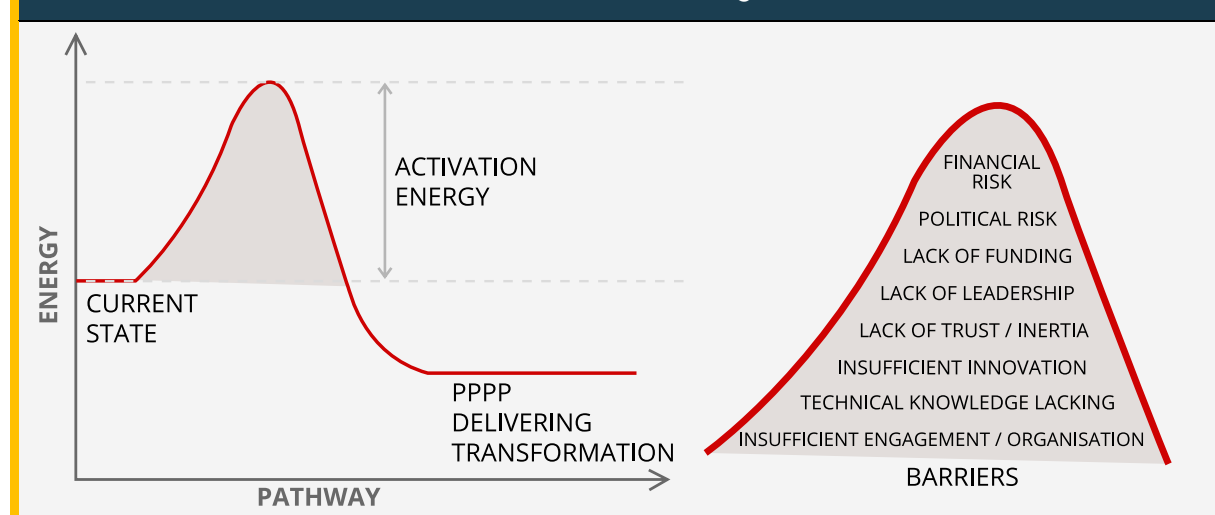 ENERGY
ACTIVATION
ENERGY
CURRENT
STATE
PPPP
DELIVERING
TRANSFORMATION
PATHWAY
FINANCIAL
RISK
POLITICAL RISK
LACK OF FUNDING
LACK OF LEADERSHIP
LACK OF TRUST / INERTIA
INSUFFICIENT INNOVATION
TECHNICAL KNOWLEDGE LACKING
INSUFFICIENT ENGAGEMENT / ORGANISATION
BARRIERS